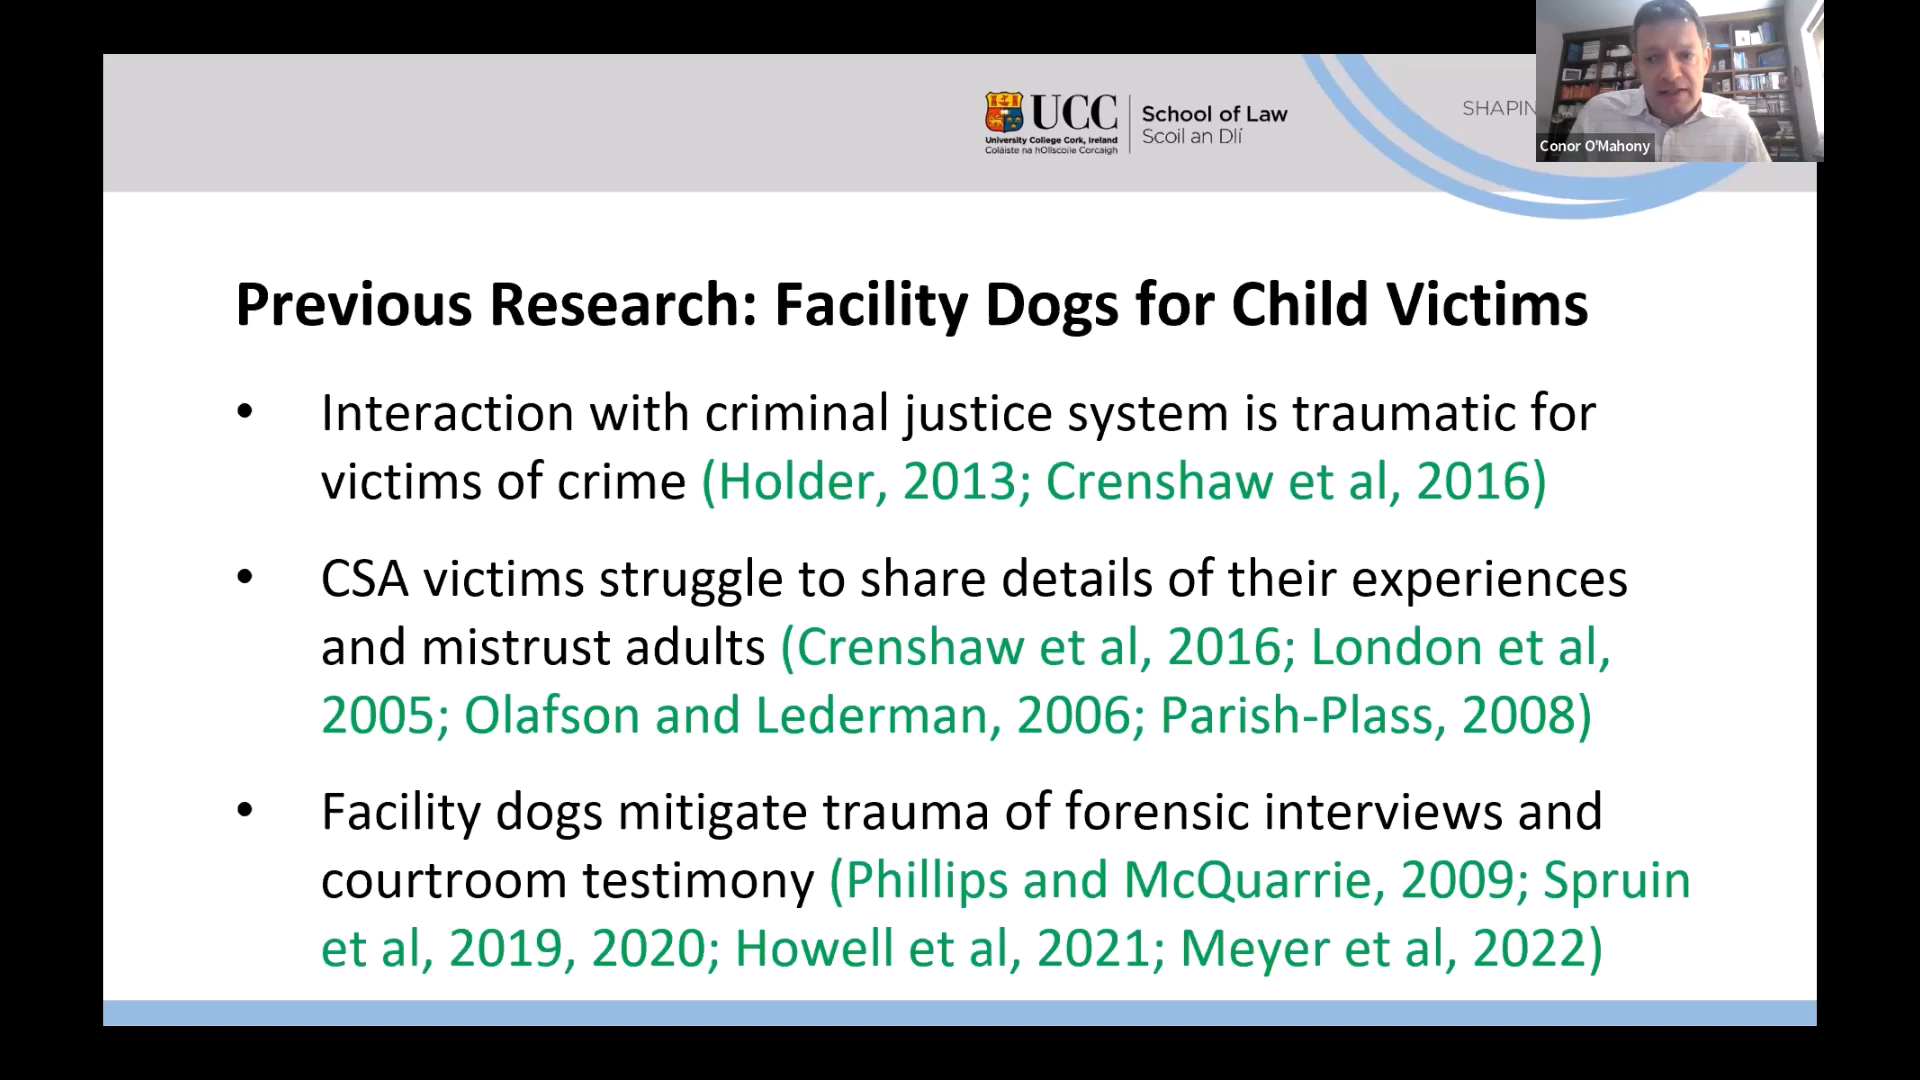 UCC
University College Cork, Ireland
Coláiste na hOllscoile Corcaigh
School of Law
Scoil an Dlí
SHAPIN
Conor O'Mahony
Previous Research: Facility Dogs for Child Victims
• Interaction with criminal justice system is traumatic for
victims of crime (Holder, 2013; Crenshaw et al, 2016)
• CSA victims struggle to share details of their experiences
and mistrust adults (Crenshaw et al, 2016; London et al,
2005; Olafson and Lederman, 2006; Parish-Plass, 2008)
• Facility dogs mitigate trauma of forensic interviews and
courtroom testimony (Phillips and McQuarrie, 2009; Spruin
et al, 2019, 2020; Howell et al, 2021; Meyer et al, 2022)